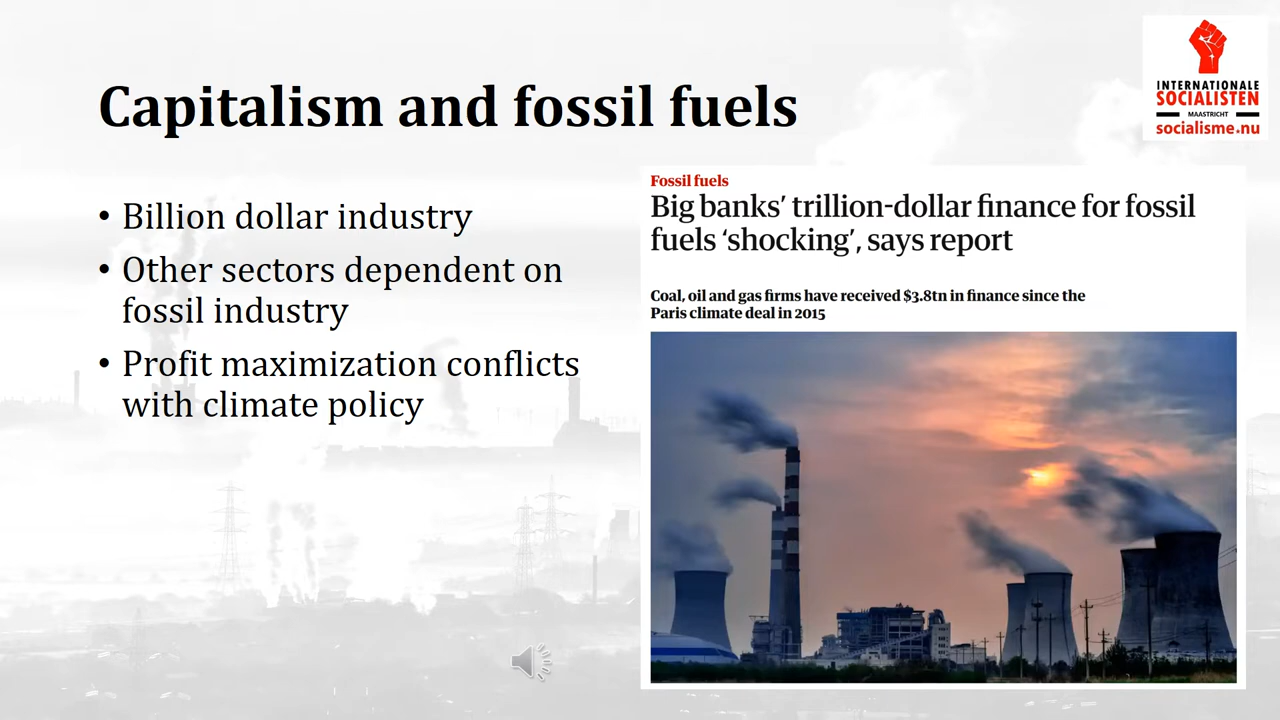 Capitalism and fossil fuels
INTERNATIONALE
SOCIALISTEN
MAASTRICHT
socialisme.nu
• Billion dollar industry
• Other sectors dependent on
fossil industry
• Profit maximization conflicts
with climate policy
Fossil fuels
Big banks’ trillion-dollar finance for fossil
fuels ‘shocking’, says report
Coal, oil and gas firms have received $3.8tn in finance since the
Paris climate deal in 2015